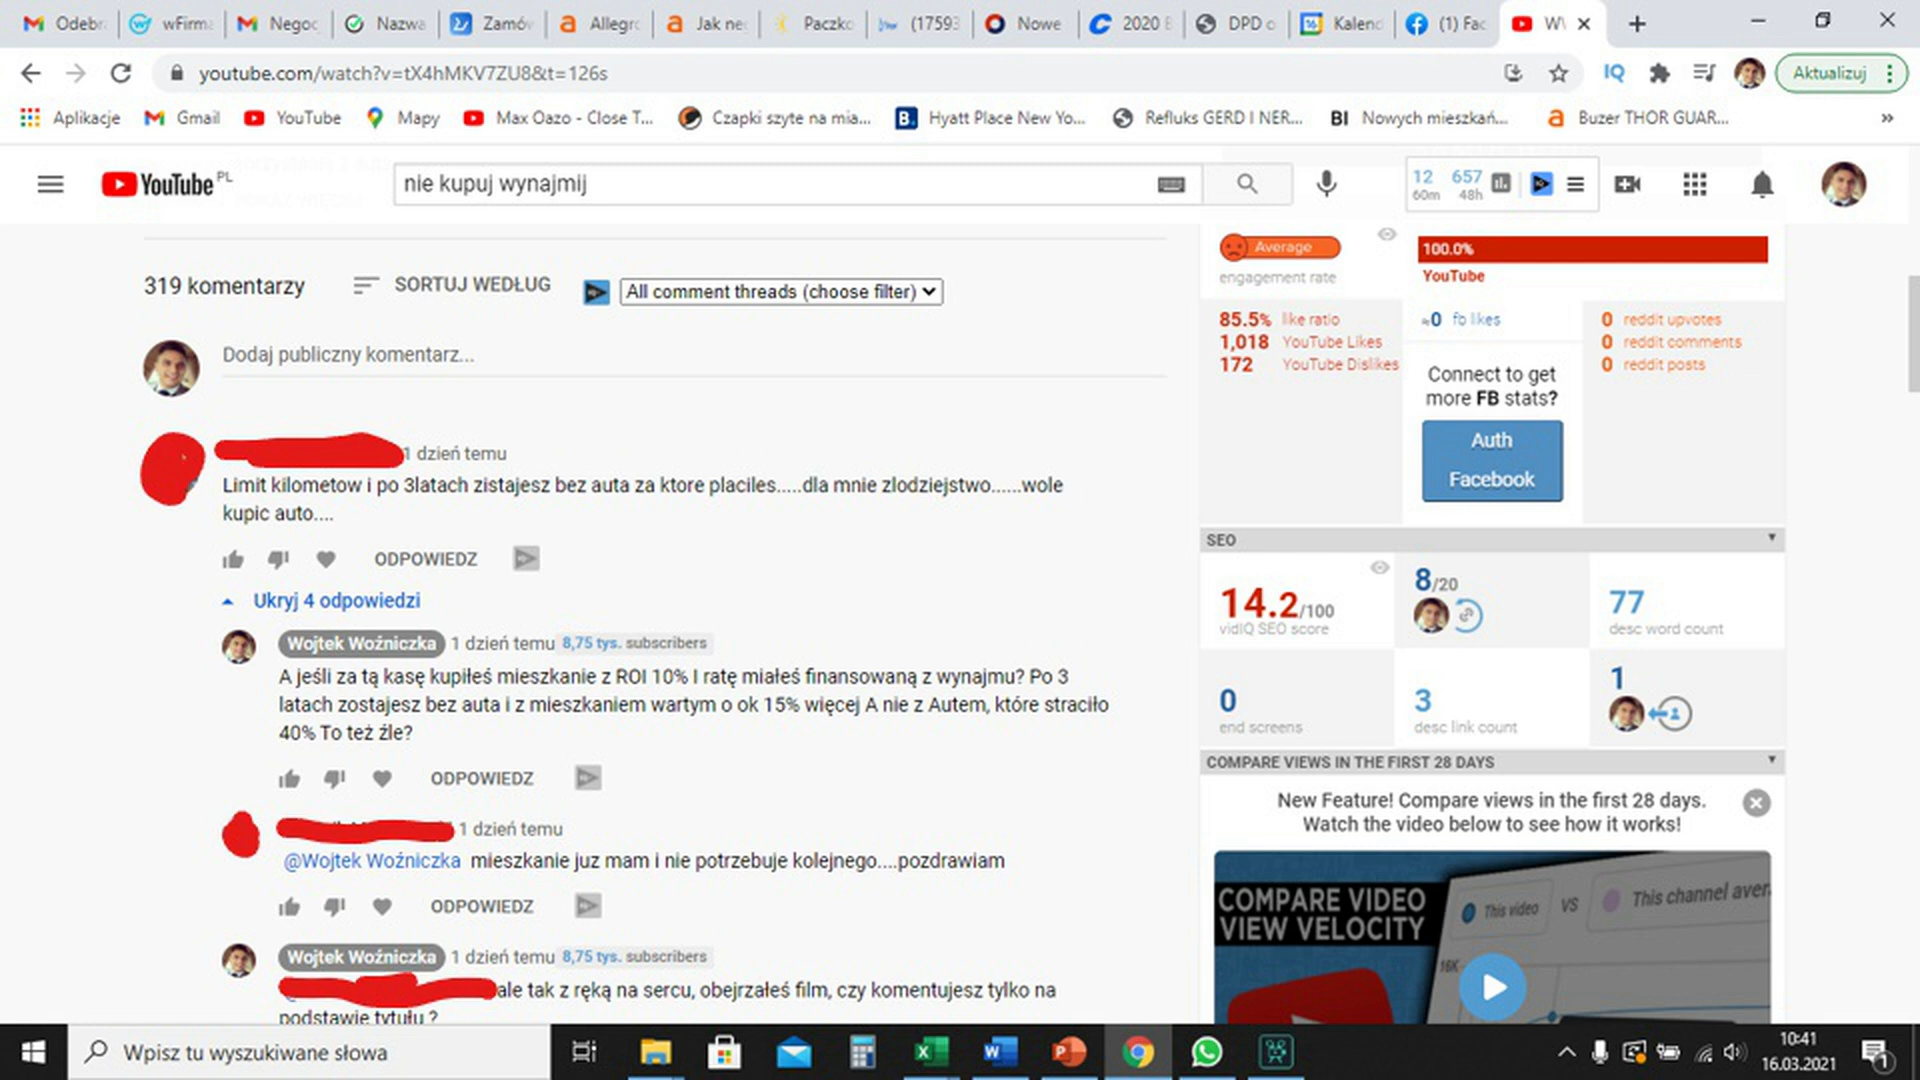 Odebr
wFirma
Negoc
Nazwa
Zamów
Allegro
Jak neg
Paczko
(17593
Nowe
2020 B
DPD o
Kalend
(1) Fac
youtube.com/watch?v=tX4hMKV7ZU8&t=126s
IQ
Aktualizuj
Aplikacje
Gmail
YouTube
Mapy
Max Oazo - Close T...
Czapki szyte na mia...
B. Hyatt Place New Yo...
Refluks GERD I NER...
BI Nowych mieszkań...
Buzer THOR GUAR...
»
YouTube PL
nie kupuj wynajmij
12 657
60m 48h
319 komentarzy
SORTUJ WEDŁUG
All comment threads (choose filter)
Dodaj publiczny komentarz...
1 dzień temu
Limit kilometow i po 3latach zistajesz bez auta za ktore placiles.....dla mnie zlodziejstwo......wole
kupic auto....
ODPOWIEDZ
Ukryj 4 odpowiedzi
Wojtek Woźniczka 1 dzień temu 8,75 tys. subscribers
A jeśli za tą kasę kupiłeś mieszkanie z ROI 10% I ratę miałeś finansowaną z wynajmu? Po 3
latach zostajesz bez auta i z mieszkaniem wartym o ok 15% więcej A nie z Autem, które straciło
40% To też źle?
ODPOWIEDZ
1 dzień temu
@Wojtek Woźniczka mieszkanie juz mam i nie potrzebuje kolejnego....pozdrawiam
ODPOWIEDZ
Wojtek Woźniczka 1 dzień temu 8,75 tys. subscribers
ale tak z ręką na sercu, obejrzałeś film, czy komentujesz tylko na
podstawie tytułu ?
Average
engagement rate
100.0%
YouTube
85.5% like ratio
1,018 YouTube Likes
172 YouTube Dislikes
≈0 fb likes
Connect to get
more FB stats?
Auth
Facebook
0 reddit upvotes
0 reddit comments
0 reddit posts
SEO
14.2/100
vidIQ SEO score
8/20
77
desc word count
0
end screens
3
desc link count
1
COMPARE VIEWS IN THE FIRST 28 DAYS
New Feature! Compare views in the first 28 days.
Watch the video below to see how it works!
COMPARE VIDEO
VIEW VELOCITY
This video
VS
This channel aver
16K
Wpisz tu wyszukiwane słowa
10:41
16.03.2021
1